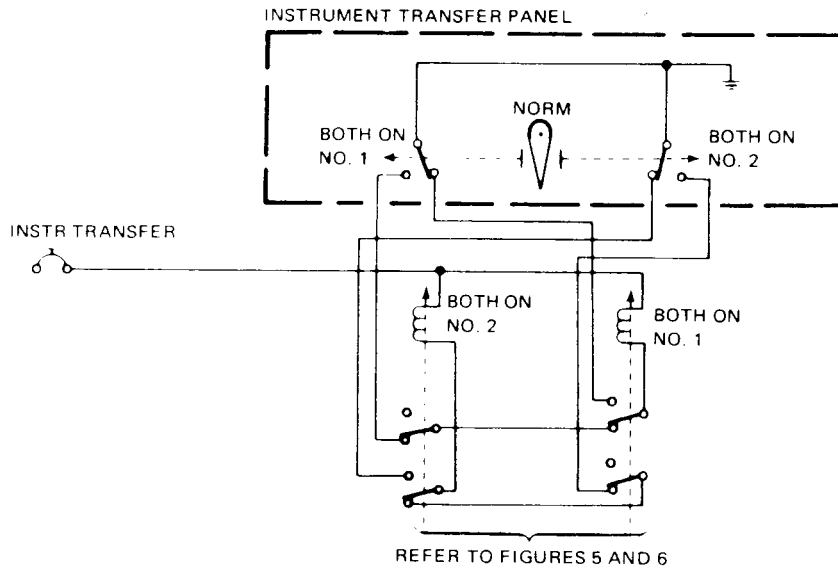 INSTRUMENT TRANSFER PANEL
NORM
BOTH ON
NO. 1
BOTH ON
NO. 2
INSTR TRANSFER
BOTH ON
NO. 2
BOTH ON
NO. 1
REFER TO FIGURES 5 AND 6